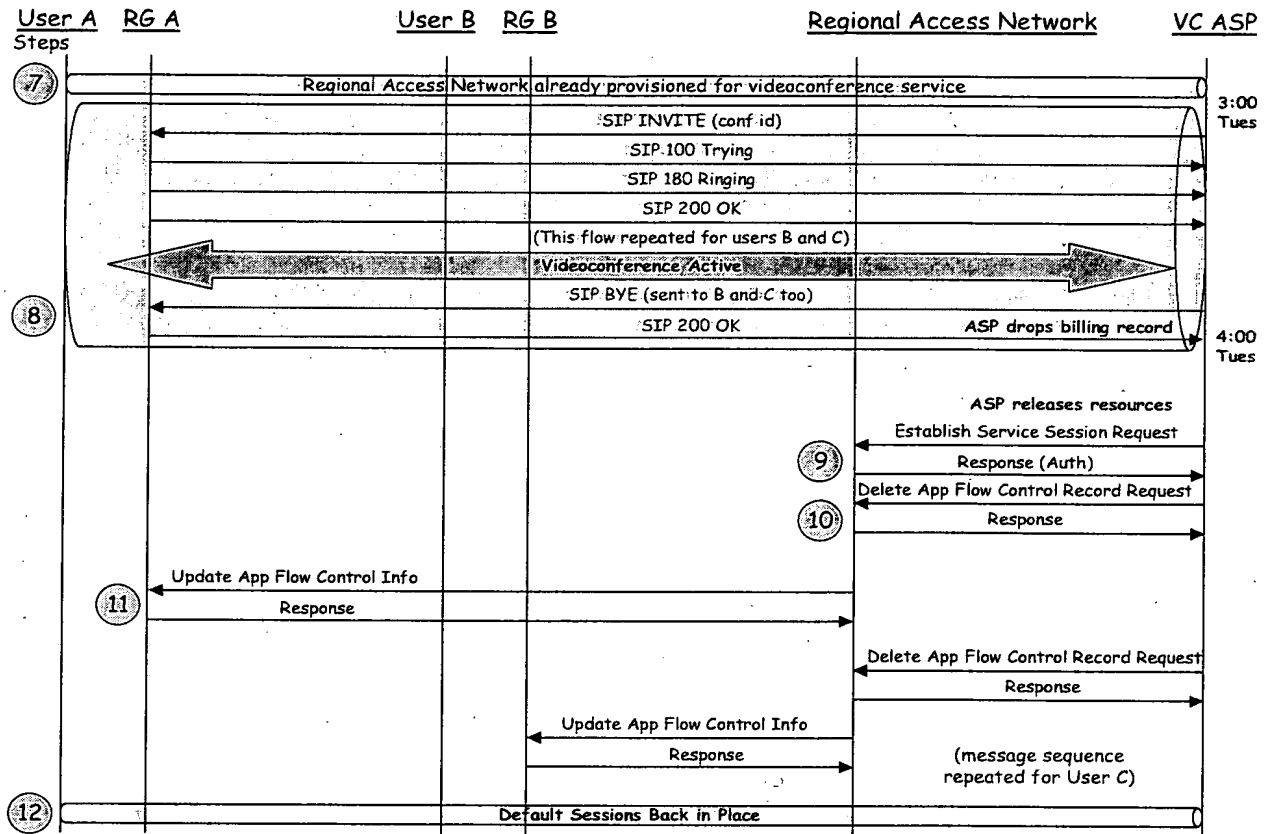 User A RG A User B RG B Regional Access Network VC ASP
Steps
7 Regional Access Network already provisioned for videoconference service
3:00
Tues
SIP INVITE (conf id)
SIP 100 Trying
SIP 180 Ringing
SIP 200 OK
(This flow repeated for users B and C)
Videoconference Active
SIP BYE (sent to B and C too)
8
SIP 200 OK ASP drops billing record
4:00
Tues
ASP releases resources
Establish Service Session Request
9 Response (Auth)
Delete App Flow Control Record Request
10 Response
Update App Flow Control Info
11 Response
Delete App Flow Control Record Request
Response
Update App Flow Control Info
Response
(message sequence
repeated for User C)
12 Default Sessions Back in Place